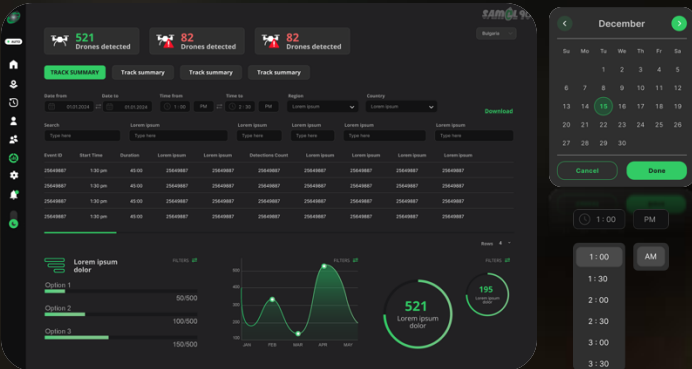 521
Drones detected
82
Drones detected
82
Drones detected
Bulgaria
TRACK SUMMARY
Track summary
Track summary
Track summary
Date from Date to Time from Time to Region Country
01.01.2024 01.01.2024 1 : 00 PM 2 : 30 PM Lorem ipsum Lorem ipsum
Download
Search Lorem ipsum Lorem ipsum Lorem ipsum Lorem ipsum
Type here Type here Type here Type here Type here
Event ID Start Time Duration Lorem ipsum Lorem ipsum Detections Count Lorem ipsum Lorem ipsum Lorem ipsum Lorem ipsum
25649887 1:30 pm 45:00 25649887 25649887 25649887 25649887 25649887 25649887 25649887
25649887 1:30 pm 45:00 25649887 25649887 25649887 25649887 25649887 25649887 25649887
25649887 1:30 pm 45:00 25649887 25649887 25649887 25649887 25649887 25649887 25649887
25649887 1:30 pm 45:00 25649887 25649887 25649887 25649887 25649887 25649887 25649887
Rows 4
Lorem ipsum
dolor
FILTERS
Option 1
50/500
Option 2
100/500
Option 3
150/500
FILTERS
500
400
300
200
100
JAN FEB MAR APR MAY
FILTERS
521
Lorem ipsum
dolor
195
Lorem ipsum
dolor
December
Su Mo Tu We Th Fr Sa
1 2 3 4 5
6 7 8 9 10 11 12
13 14 15 16 17 18 19
20 21 22 23 24 25 26
27 28 29 30
Cancel Done
1 : 00 PM
1 : 00 AM
1 : 30
2 : 00
2 : 30
3 : 00
3 : 30